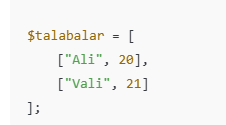 $talabalar = [
    ["Ali", 20],
    ["Vali", 21]
];